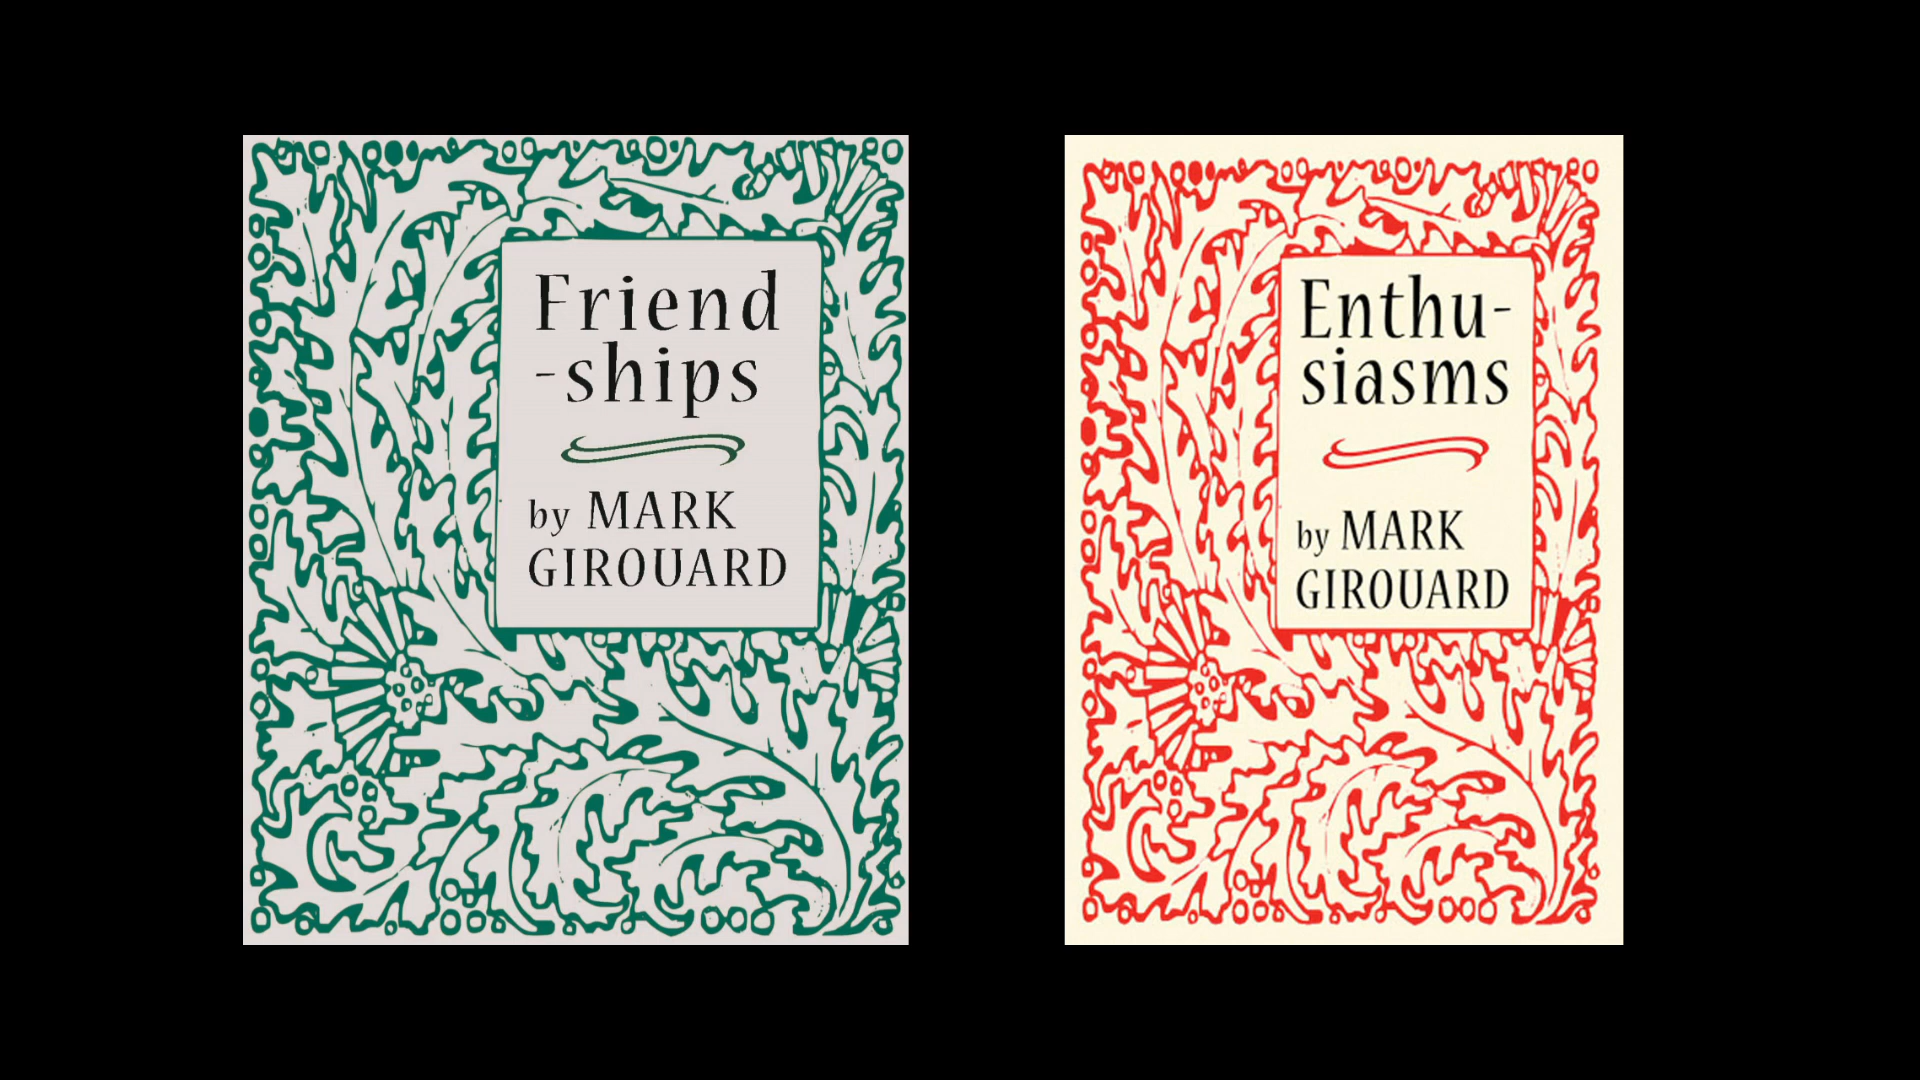 Friend
-ships
by MARK
GIROUARD
Enthu-
siasms
by MARK
GIROUARD